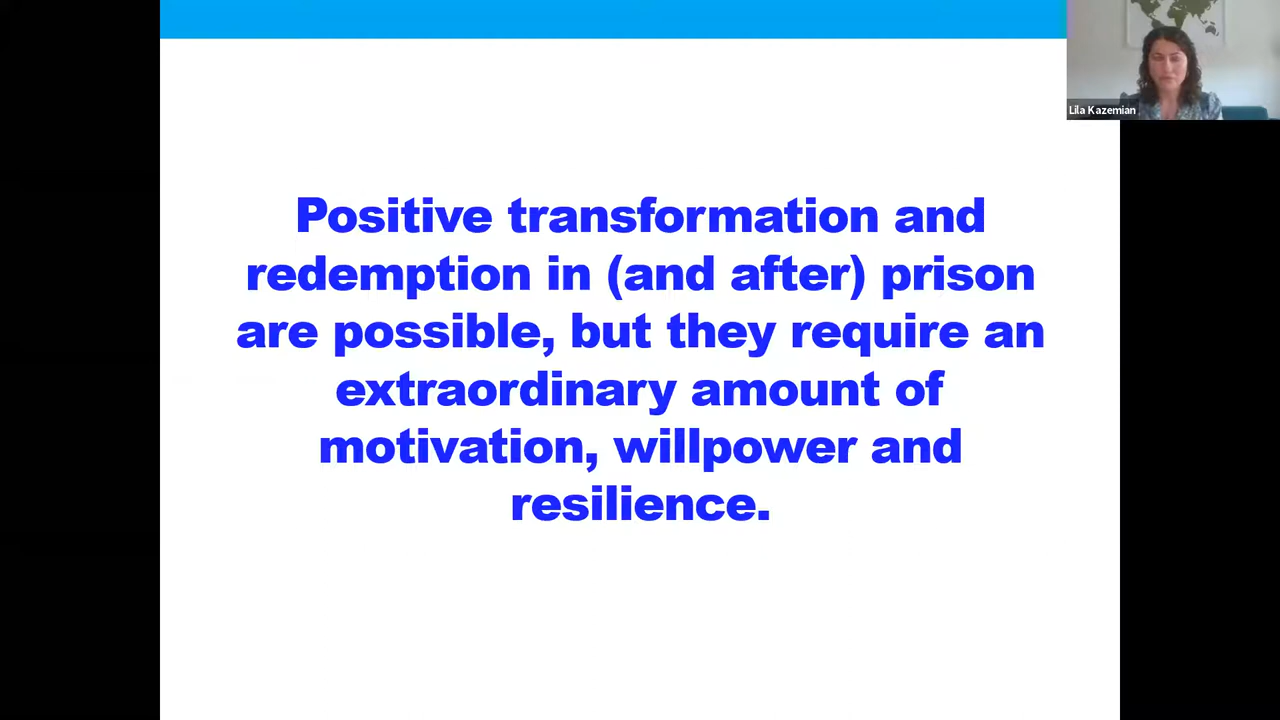 Lila Kazemian
Positive transformation and
redemption in (and after) prison
are possible, but they require an
extraordinary amount of
motivation, willpower and
resilience.